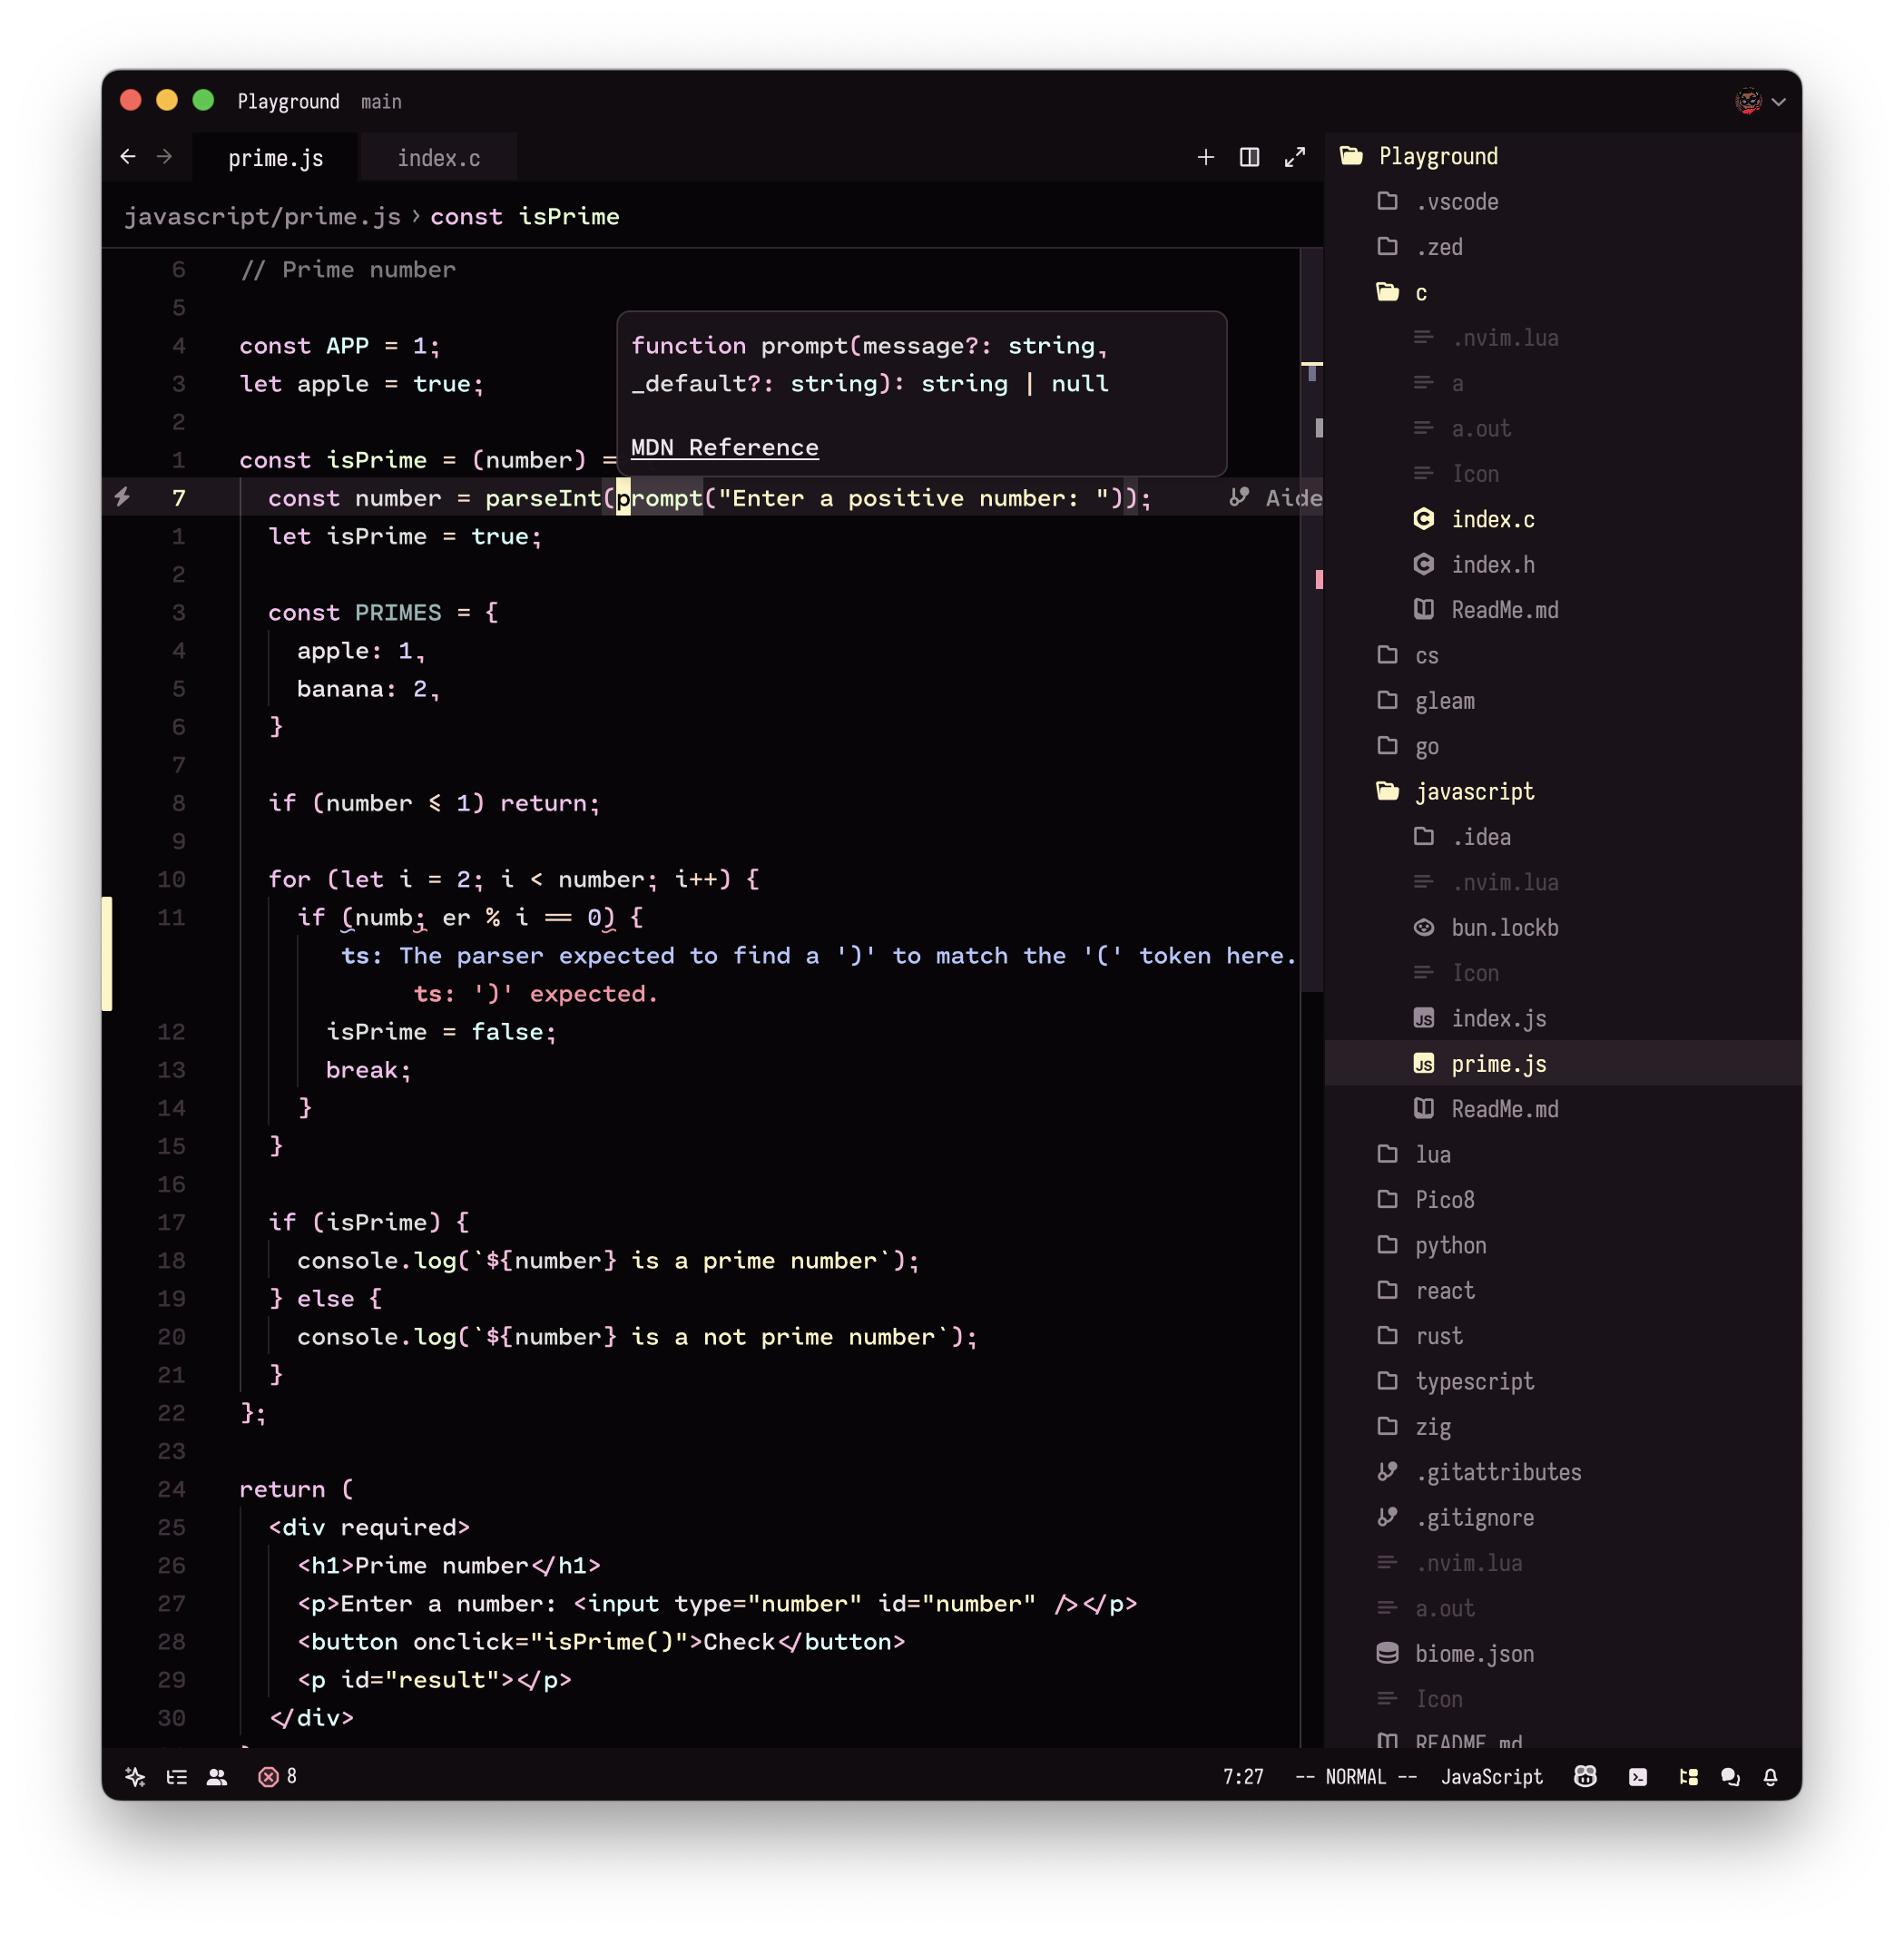 Playground main
prime.js index.c
javascript/prime.js › const isPrime
6 // Prime number
5
4 const APP = 1;
3 let apple = true;
2
1 const isPrime = (number) =
function prompt(message?: string,
_default?: string): string | null
MDN Reference
7 const number = parseInt(prompt("Enter a positive number: ")); Aide
1 let isPrime = true;
2
3 const PRIMES = {
4 apple: 1,
5 banana: 2,
6 }
7
8 if (number <= 1) return;
9
10 for (let i = 2; i < number; i++) {
11 if (numb; er % i == 0) {
ts: The parser expected to find a ')' to match the '(' token here.
ts: ')' expected.
12 isPrime = false;
13 break;
14 }
15 }
16
17 if (isPrime) {
18 console.log(`${number} is a prime number`);
19 } else {
20 console.log(`${number} is a not prime number`);
21 }
22 };
23
24 return (
25 <div required>
26 <h1>Prime number</h1>
27 <p>Enter a number: <input type="number" id="number" /></p>
28 <button onclick="isPrime()">Check</button>
29 <p id="result"></p>
30 </div>
Playground
.vscode
.zed
c
.nvim.lua
a
a.out
Icon
index.c
index.h
ReadMe.md
cs
gleam
go
javascript
.idea
.nvim.lua
bun.lockb
Icon
JS index.js
JS prime.js
ReadMe.md
lua
Pico8
python
react
rust
typescript
zig
.gitattributes
.gitignore
.nvim.lua
a.out
biome.json
Icon
README.md
8 7:27 -- NORMAL -- JavaScript